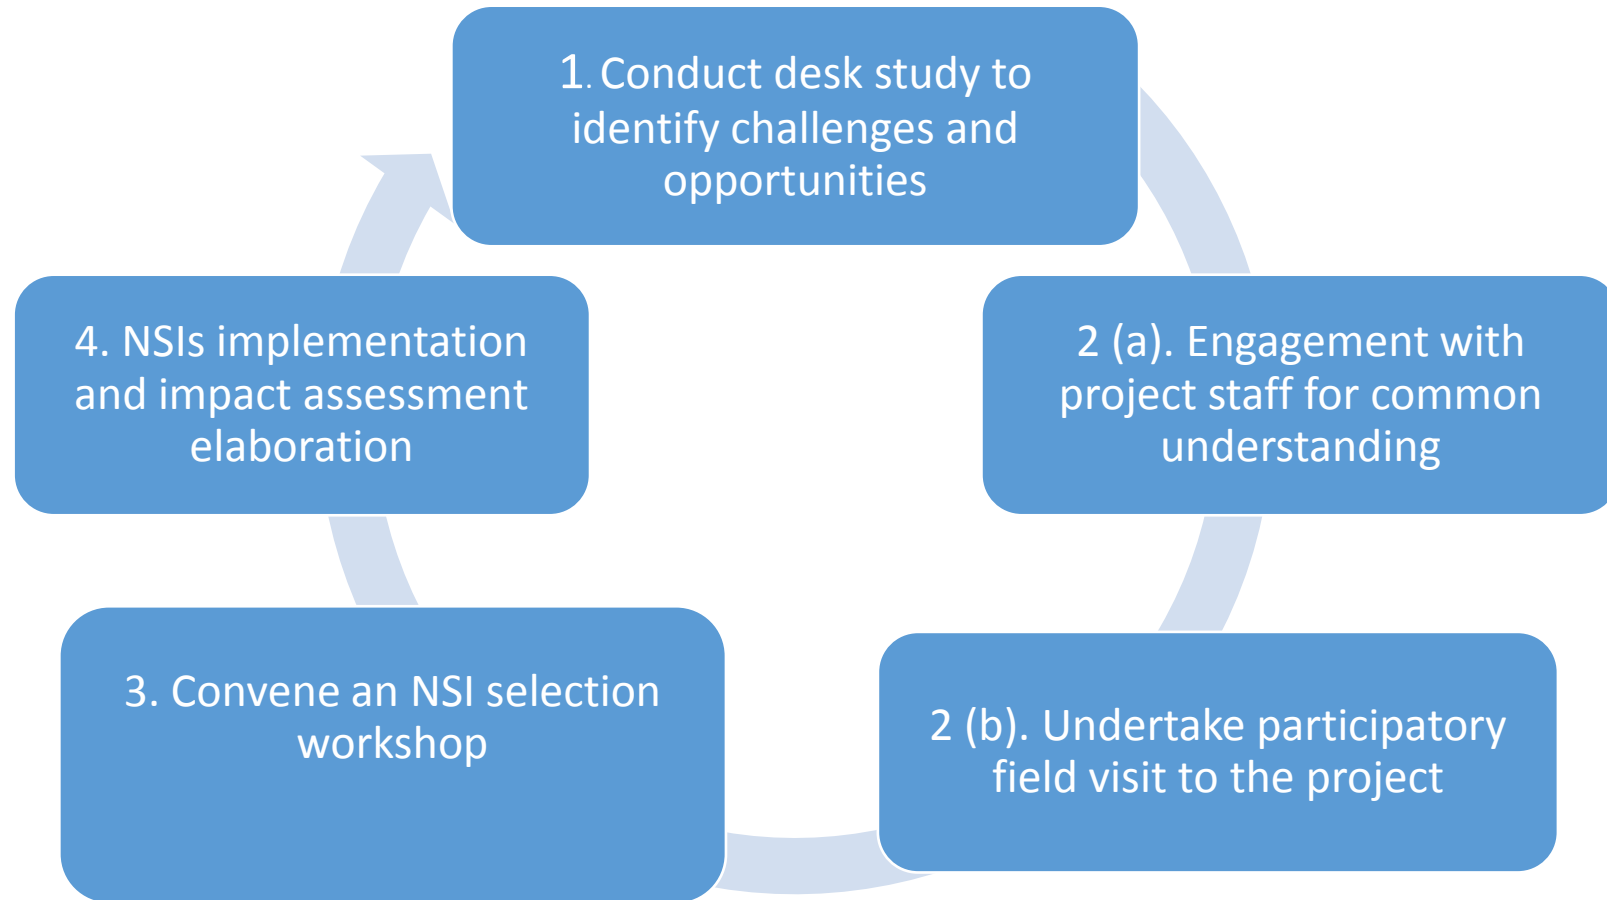 1. Conduct desk study to
identify challenges and
opportunities
2 (a). Engagement with
project staff for common
understanding
2 (b). Undertake participatory
field visit to the project
3. Convene an NSI selection
workshop
4. NSIs implementation
and impact assessment
elaboration